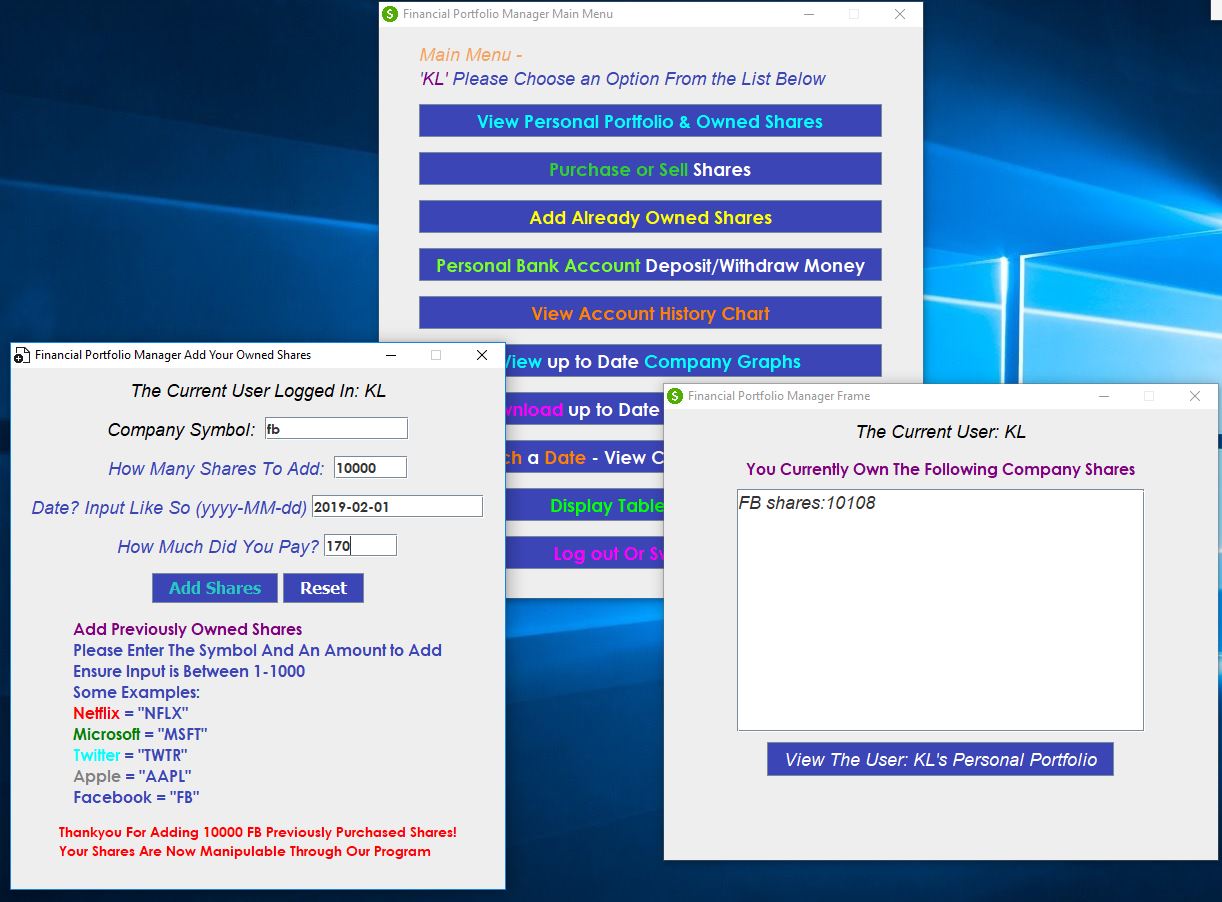 Financial Portfolio Manager Main Menu
Main Menu -
'KL' Please Choose an Option From the List Below
View Personal Portfolio & Owned Shares
Purchase or Sell Shares
Add Already Owned Shares
Personal Bank Account Deposit/Withdraw Money
View Account History Chart
View up to Date Company Graphs
up to Date
a Date - View
Display Table
Log out Or
Financial Portfolio Manager Add Your Owned Shares
The Current User Logged In: KL
Company Symbol: fb
How Many Shares To Add: 10000
Date? Input Like So (yyyy-MM-dd) 2019-02-01
How Much Did You Pay? 170
Add Shares Reset
Add Previously Owned Shares
Please Enter The Symbol And An Amount to Add
Ensure Input is Between 1-1000
Some Examples:
Netflix = "NFLX"
Microsoft = "MSFT"
Twitter = "TWTR"
Apple = "AAPL"
Facebook = "FB"
Thankyou For Adding 10000 FB Previously Purchased Shares!
Your Shares Are Now Manipulable Through Our Program
Financial Portfolio Manager Frame
The Current User: KL
You Currently Own The Following Company Shares
FB shares:10108
View The User: KL's Personal Portfolio